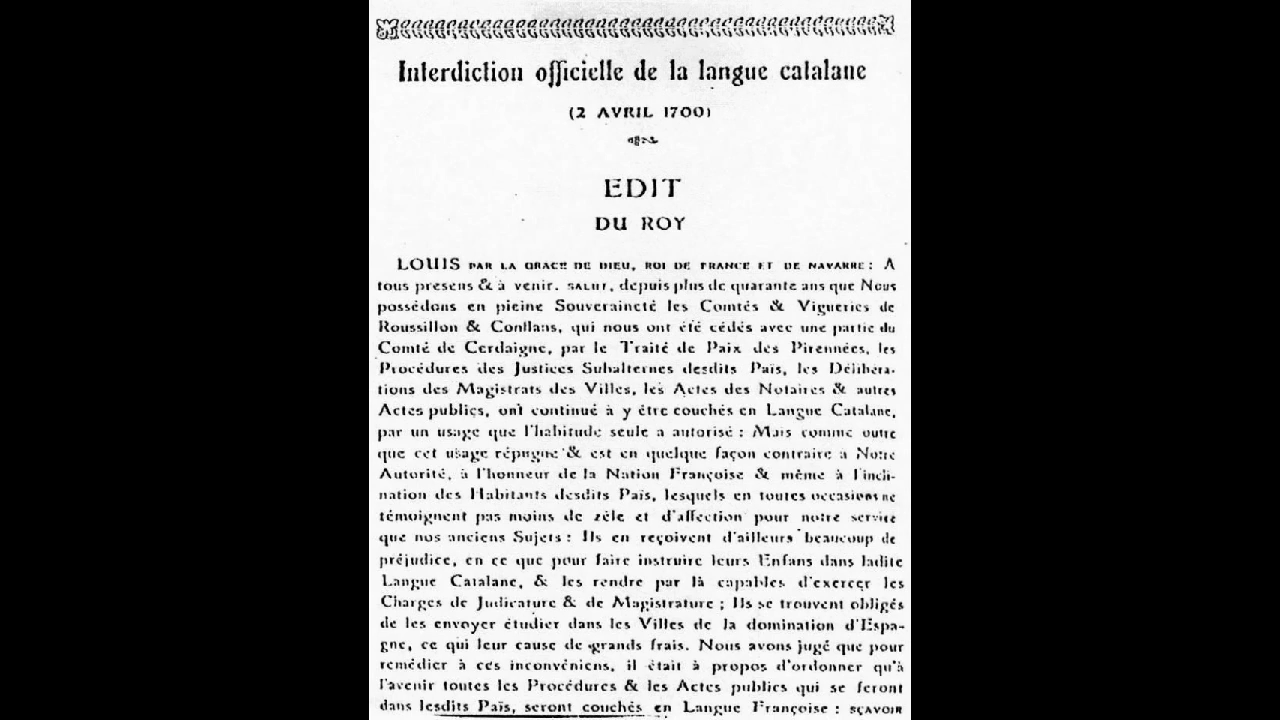 Interdiction officielle de la langue catalane
(2 AVRIL 1700)
EDIT
DU ROY
LOUIS PAR LA GRACE DE DIEU, ROI DE FRANCE ET DE NAVARRE : A
tous presens & à venir. SALUT, depuis plus de quarante ans que Nous
possédons en pleine Souveraineté les Comtés & Vigueries de
Roussillon & Conflans, qui nous ont été cédés avec une partie du
Comté de Cerdaigne, par le Traité de Paix des Pirennées, les
Procédures des Justices Subalternes desdits Païs, les Délibera-
tions des Magistrats des Villes, les Actes des Notaires & autres
Actes publics, ont continué à y être couchés en Langue Catalane,
par un usage que l'habitude seule a autorisé : Mais comme outre
que cet usage répugne & est en quelque façon contraire à Notre
Autorité, à l'honneur de la Nation Françoise & même à l'incli-
nation des Habitants desdits Païs, lesquels en toutes occasions ne
témoignent pas moins de zèle et d'affection pour notre service
que nos anciens Sujets : Ils en reçoivent d'ailleurs beaucoup de
préjudice, en ce que pour faire instruire leurs Enfans dans ladite
Langue Catalane, & les rendre par là capables d'exercer les
Charges de Judicature & de Magistrature ; Ils se trouvent obligés
de les envoyer étudier dans les Villes de la domination d'Espa-
gne, ce qui leur cause de grands frais. Nous avons jugé que pour
remédier à ces inconvéniens, il était à propos d'ordonner qu'à
l'avenir toutes les Procédures & les Actes publics qui se feront
dans lesdits Païs, seront couchés en Langue Françoise : SÇAVOIR